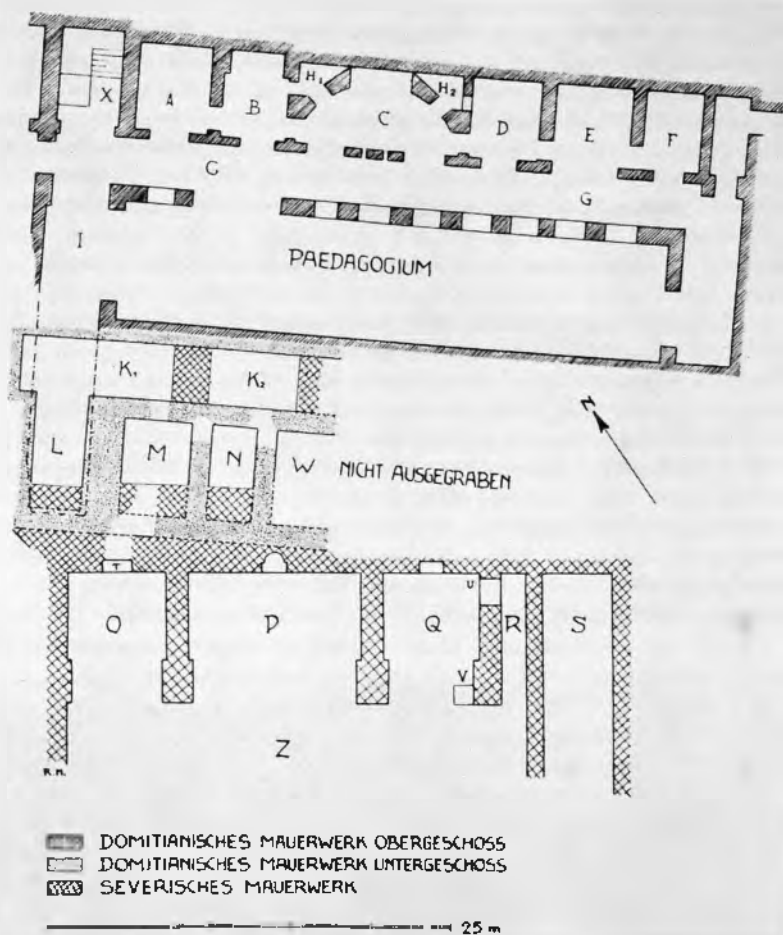 X A B H1 C H2 D E F
G G
I
PAEDAGOGIUM
K1 K2
Z
L M N W NICHT AUSGEGRABEN
T U
O P Q R S
V
Z
R.M.
DOMITIANISCHES MAUERWERK OBERGESCHOSS
DOMITIANISCHES MAUERWERK UNTERGESCHOSS
SEVERISCHES MAUERWERK
25 m